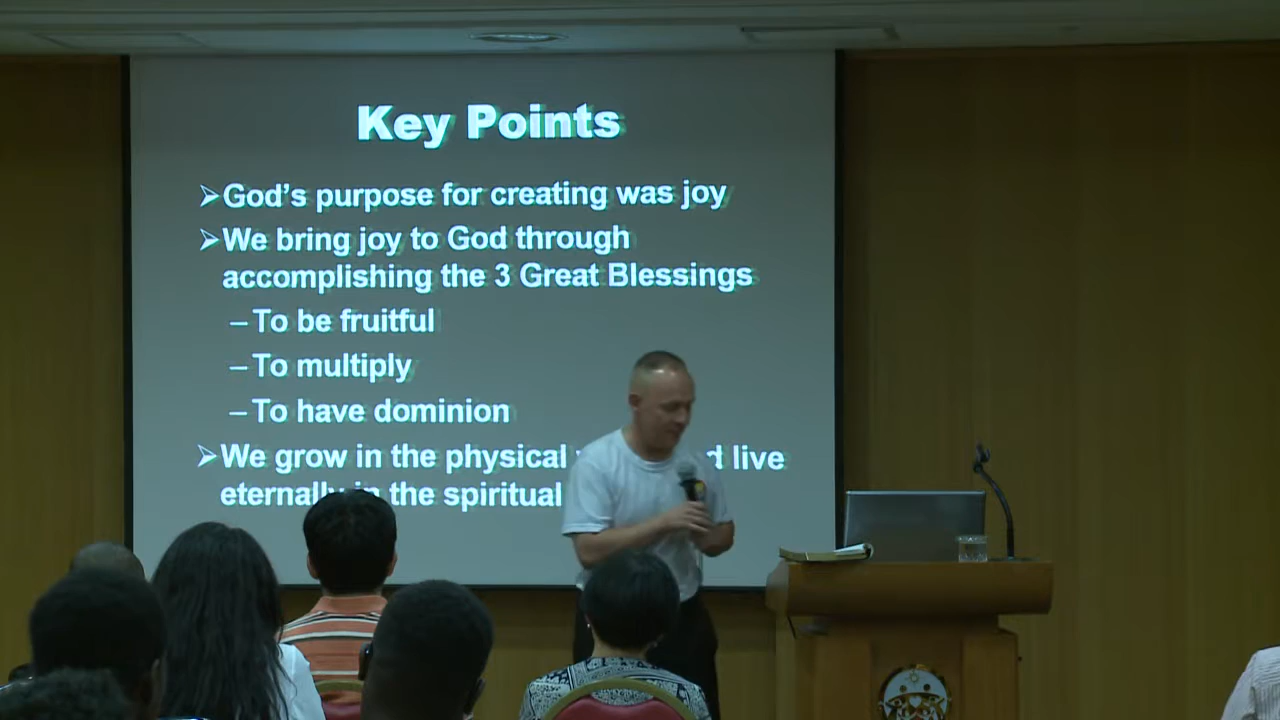 Key Points
➢God's purpose for creating was joy
➢We bring joy to God through
accomplishing the 3 Great Blessings
–To be fruitful
–To multiply
–To have dominion
➢We grow in the physical live
eternally in the spiritual